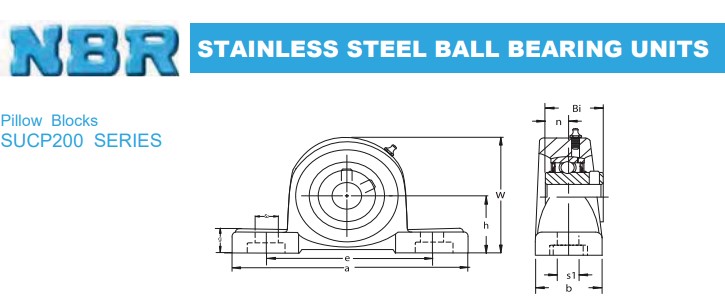 NBR
STAINLESS STEEL BALL BEARING UNITS
Pillow Blocks
SUCP200 SERIES
Bi
n
W
h
e
a
s1
b